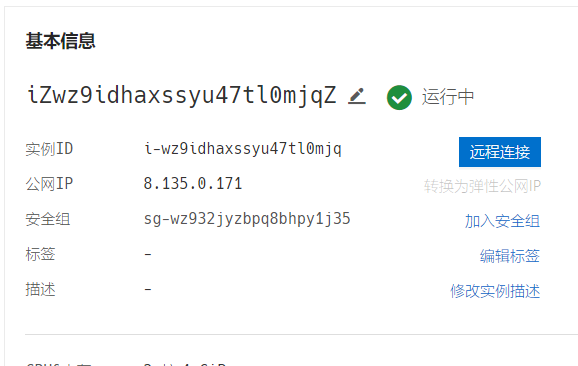 基本信息
iZwz9idhaxssyu47tl0mjqZ 运行中
实例ID i-wz9idhaxssyu47tl0mjq 远程连接
公网IP 8.135.0.171 转换为弹性公网IP
安全组 sg-wz932jyzbpq8bhpy1j35 加入安全组
标签 - 编辑标签
描述 - 修改实例描述